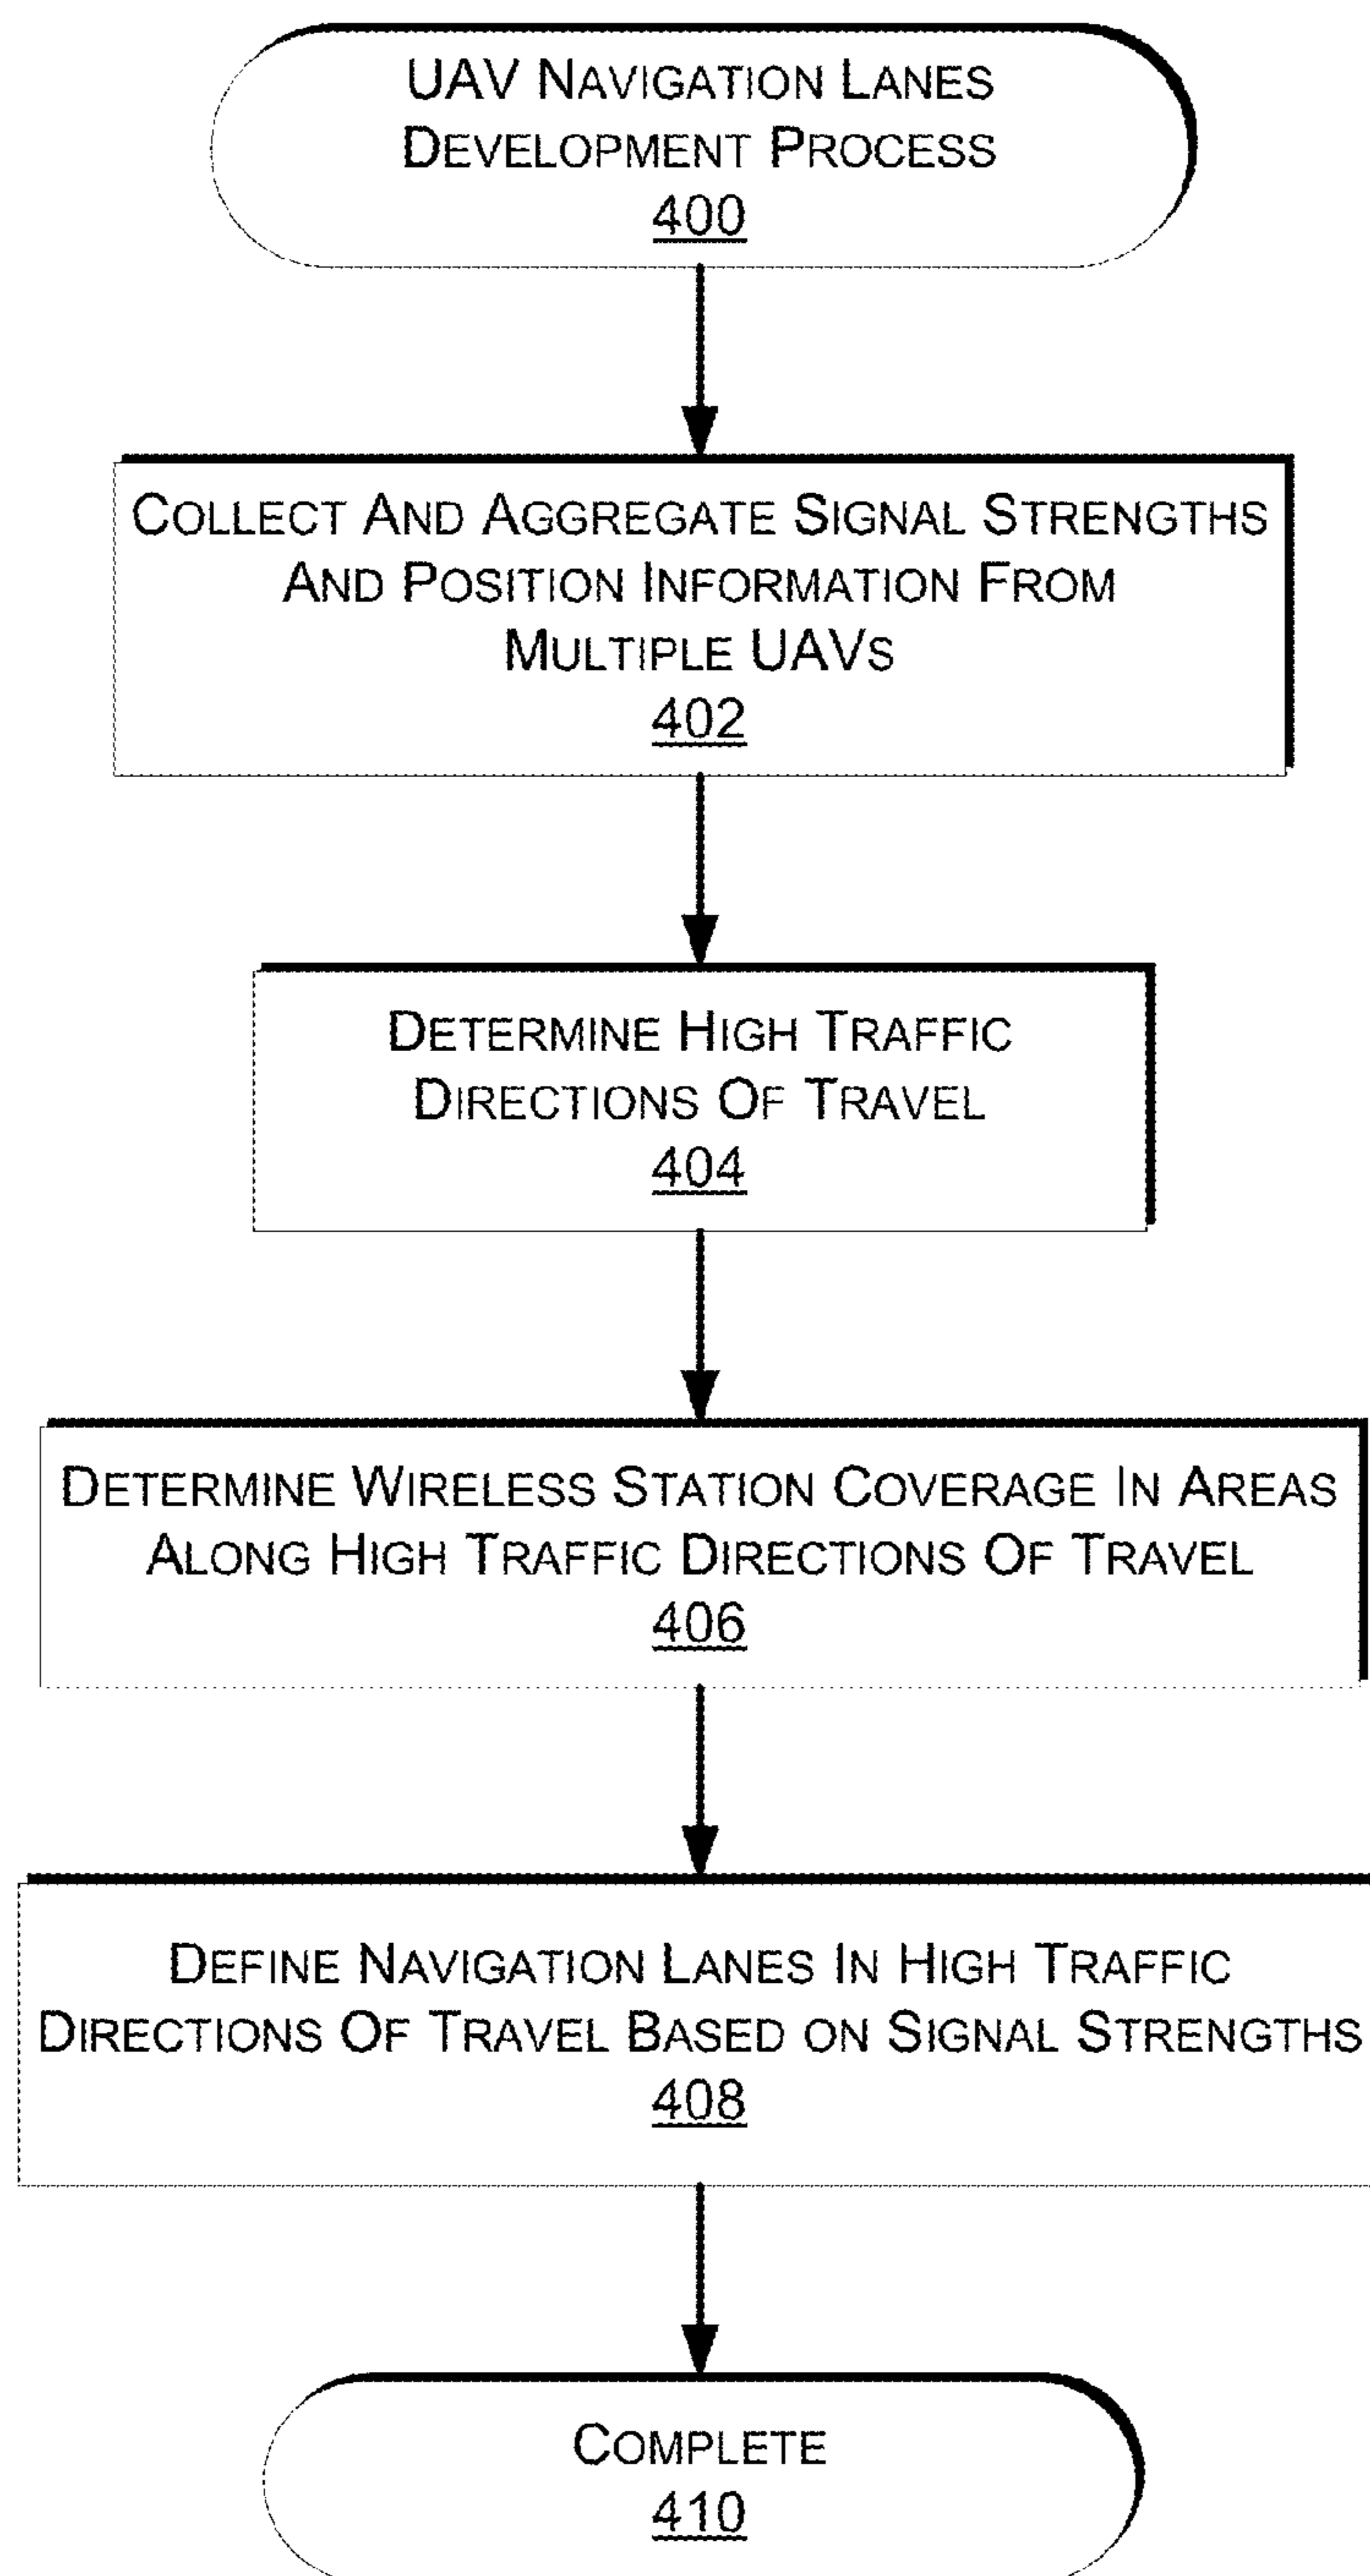 UAV NAVIGATION LANES
DEVELOPMENT PROCESS
400
COLLECT AND AGGREGATE SIGNAL STRENGTHS
AND POSITION INFORMATION FROM
MULTIPLE UAVS
402
DETERMINE HIGH TRAFFIC
DIRECTIONS OF TRAVEL
404
DETERMINE WIRELESS STATION COVERAGE IN AREAS
ALONG HIGH TRAFFIC DIRECTIONS OF TRAVEL
406
DEFINE NAVIGATION LANES IN HIGH TRAFFIC
DIRECTIONS OF TRAVEL BASED ON SIGNAL STRENGTHS
408
COMPLETE
410